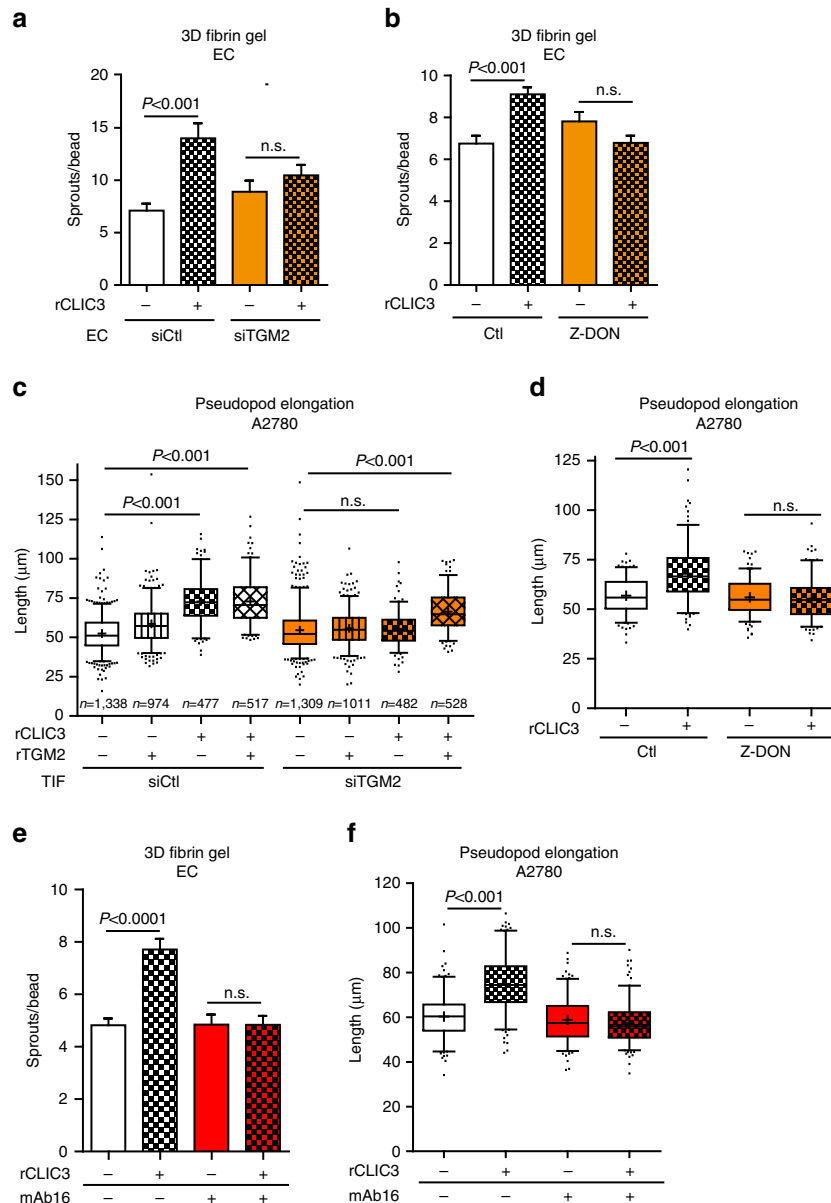 a
3D fibrin gel
EC
Sprouts/bead
20
15
10
5
0
P<0.001
n.s.
rCLIC3 – + – +
EC siCtl siTGM2
b
3D fibrin gel
EC
Sprouts/bead
10
8
6
4
2
0
P<0.001
n.s.
rCLIC3 – + – +
Ctl Z-DON
c
Pseudopod elongation
A2780
Length (μm)
150
125
100
75
50
25
0
P<0.001
P<0.001
P<0.001
n.s.
n=1,338 n=974 n=477 n=517 n=1,309 n=1011 n=482 n=528
rCLIC3 – – + + – – + +
rTGM2 – + – + – + – +
TIF siCtl siTGM2
d
Pseudopod elongation
A2780
Length (μm)
125
100
75
50
25
0
P<0.001
n.s.
rCLIC3 – + – +
Ctl Z-DON
e
3D fibrin gel
EC
Sprouts/bead
10
8
6
4
2
0
P<0.0001
n.s.
rCLIC3 – + – +
mAb16 – – + +
f
Pseudopod elongation
A2780
Length (μm)
120
100
80
60
40
20
0
P<0.001
n.s.
rCLIC3 – + – +
mAb16 – – + +